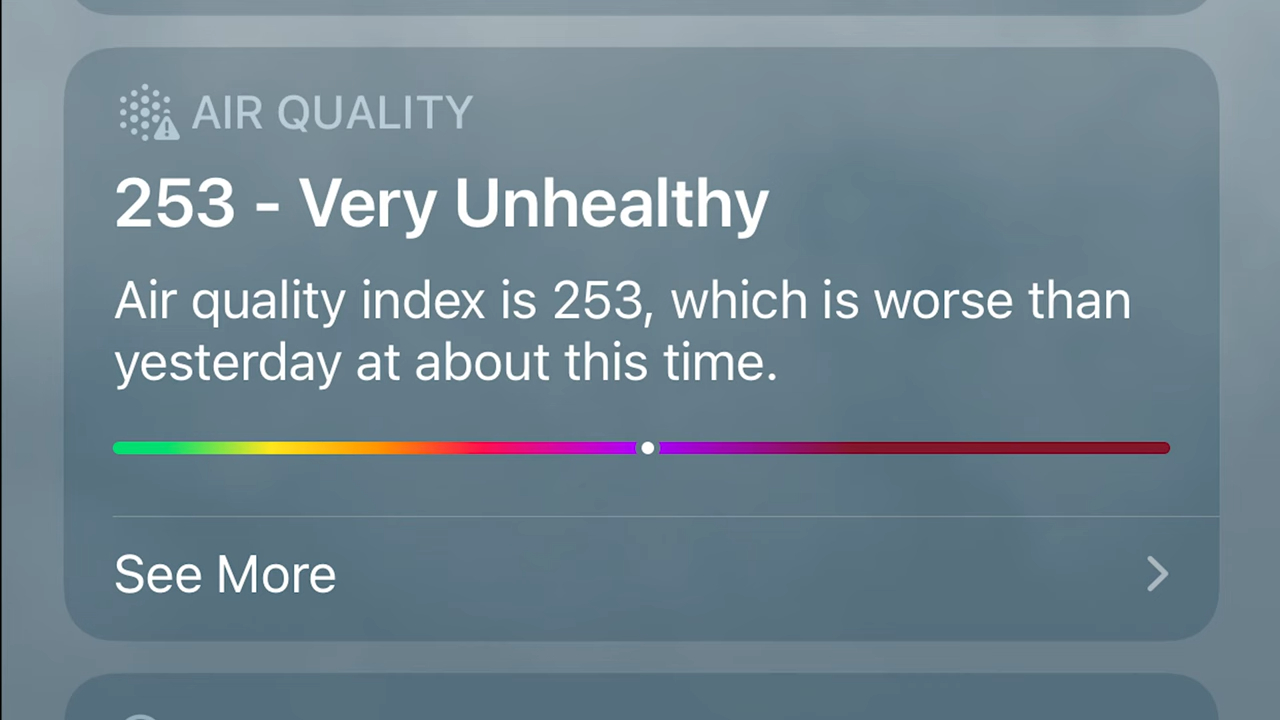 AIR QUALITY
253 - Very Unhealthy
Air quality index is 253, which is worse than
yesterday at about this time.
See More